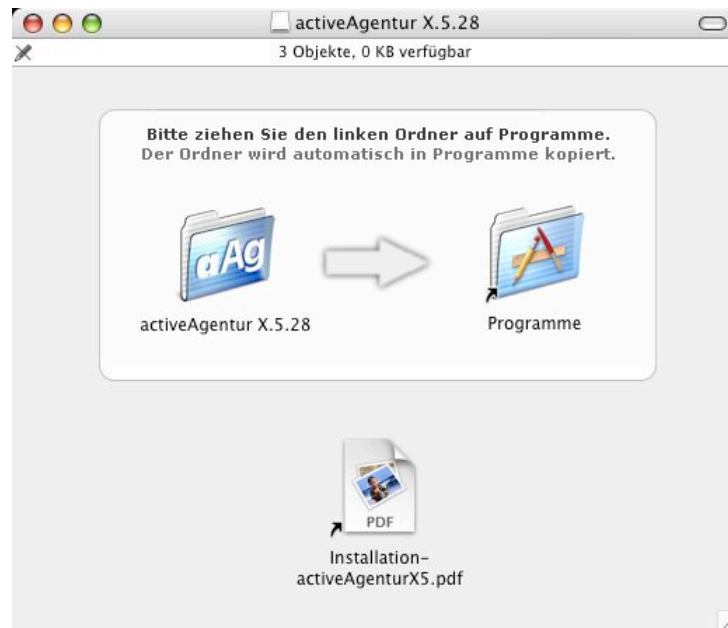 activeAgentur X.5.28
3 Objekte, 0 KB verfügbar
Bitte ziehen Sie den linken Ordner auf Programme.
Der Ordner wird automatisch in Programme kopiert.
aAg
activeAgentur X.5.28
Programme
PDF
Installation-
activeAgenturX5.pdf